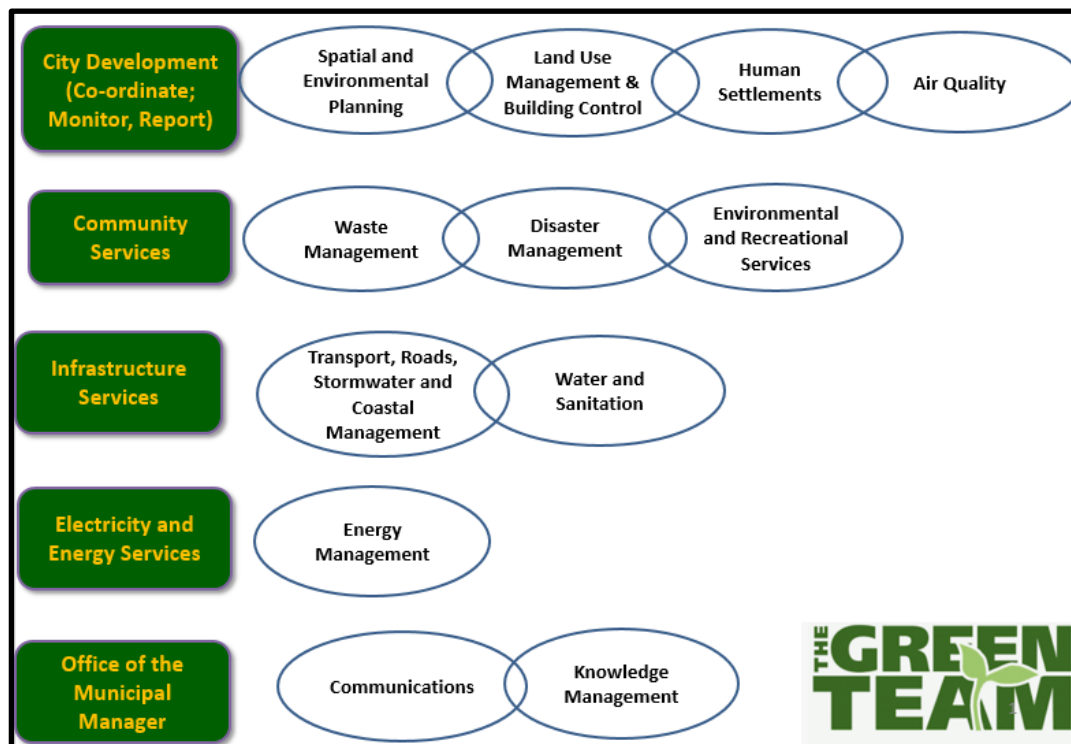 City Development
(Co-ordinate;
Monitor, Report)
Spatial and
Environmental
Planning
Land Use
Management &
Building Control
Human
Settlements
Air Quality
Community
Services
Waste
Management
Disaster
Management
Environmental
and Recreational
Services
Infrastructure
Services
Transport, Roads,
Stormwater and
Coastal
Management
Water and
Sanitation
Electricity and
Energy Services
Energy
Management
Office of the
Municipal
Manager
Communications
Knowledge
Management
THE
GREEN
TEAM
1